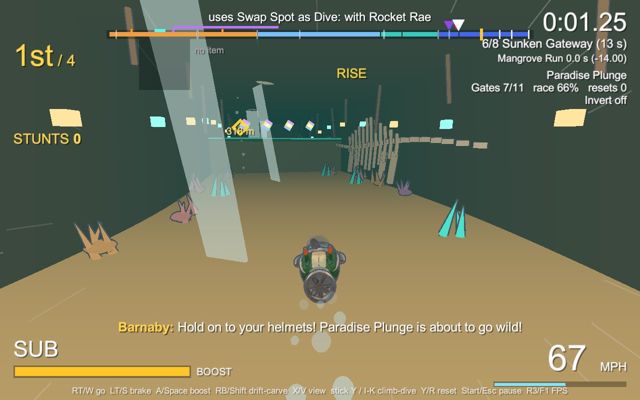 uses Swap Spot as Dive: with Rocket Rae
0:01.25
1st / 4
6/8 Sunken Gateway (13 s)
no item
Mangrove Run 0.0 s (-14.00)
RISE
Paradise Plunge
Gates 7/11 race 66% resets 0
Invert off
STUNTS 0
Barnaby: Hold on to your helmets! Paradise Plunge is about to go wild!
SUB
67 MPH
BOOST
RT/W go LT/S brake A/Space boost RB/Shift drift-carve X/V view stick Y / I-K climb-dive Y/R reset Start/Esc pause R3/F1 FPS